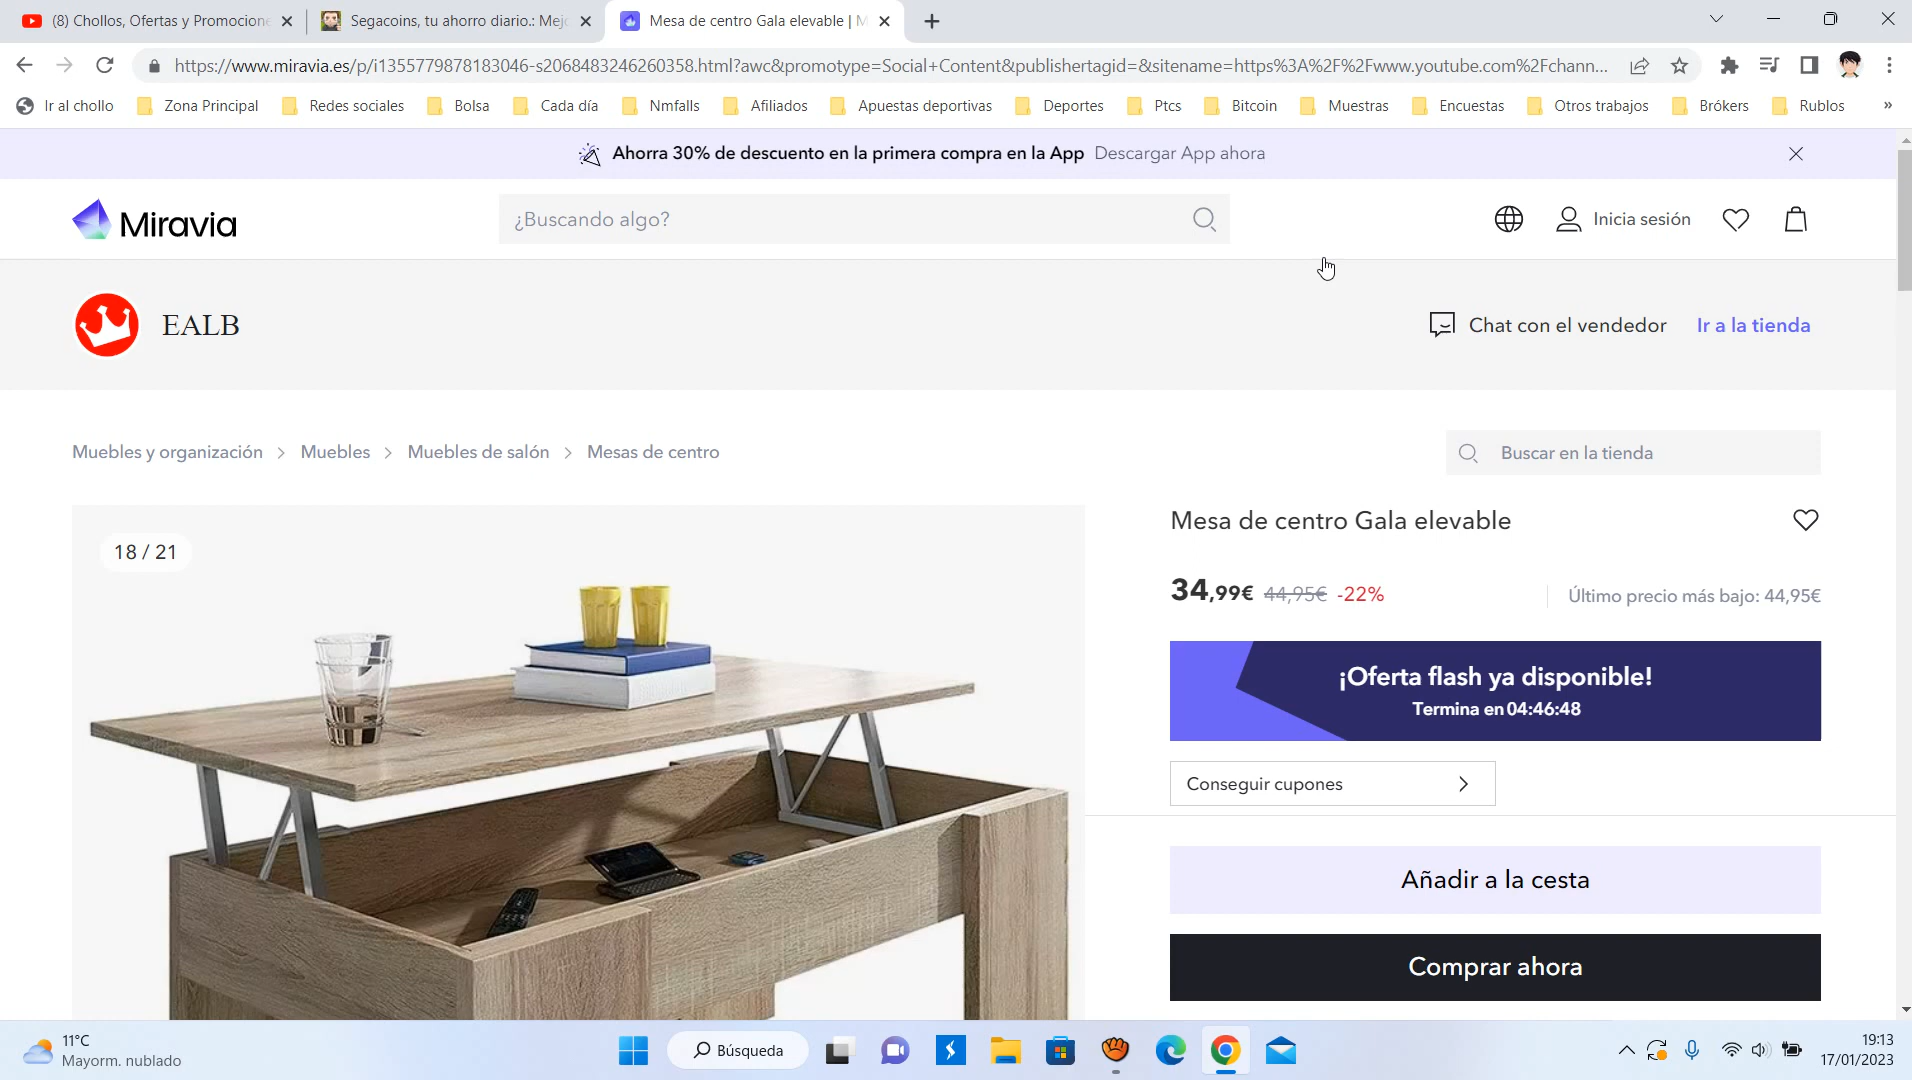 (8) Chollos, Ofertas y Promocione
Segacoins, tu ahorro diario.: Mejo
Mesa de centro Gala elevable | M
https://www.miravia.es/p/i1355779878183046-s2068483246260358.html?awc&promotype=Social+Content&publishertagid=&sitename=https%3A%2F%2Fwww.youtube.com%2Fchann...
Ir al chollo
Zona Principal
Redes sociales
Bolsa
Cada día
Nmfalls
Afiliados
Apuestas deportivas
Deportes
Ptcs
Bitcoin
Muestras
Encuestas
Otros trabajos
Brókers
Rublos
»
Ahorra 30% de descuento en la primera compra en la App Descargar App ahora
Miravia
¿Buscando algo?
Inicia sesión
EALB
Chat con el vendedor
Ir a la tienda
Muebles y organización > Muebles > Muebles de salón > Mesas de centro
Buscar en la tienda
18 / 21
Mesa de centro Gala elevable
34,99€ 44,95€ -22%
Último precio más bajo: 44,95€
¡Oferta flash ya disponible!
Termina en 04:46:48
Conseguir cupones
Añadir a la cesta
Comprar ahora
11°C
Mayorm. nublado
Búsqueda
19:13
17/01/2023